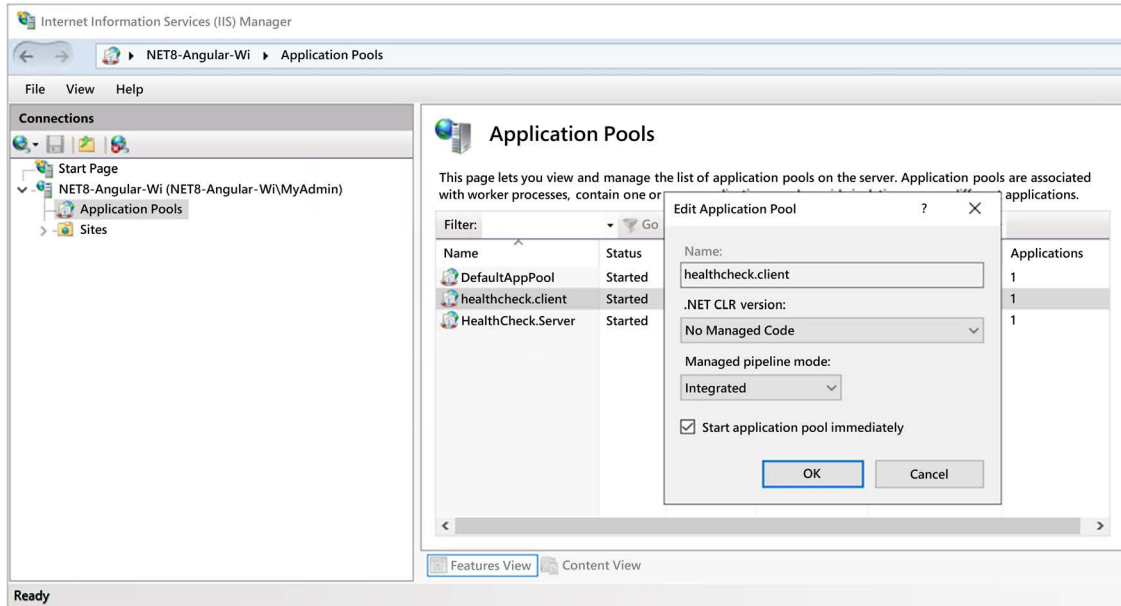 Internet Information Services (IIS) Manager
NET8-Angular-Wi Application Pools
File View Help
Connections
Start Page
NET8-Angular-Wi (NET8-Angular-Wi\MyAdmin)
Application Pools
Sites
Application Pools
This page lets you view and manage the list of application pools on the server. Application pools are associated
with worker processes, contain one or applications.
Filter: Go
Name Status Applications
DefaultAppPool Started 1
healthcheck.client Started 1
HealthCheck.Server Started 1
Edit Application Pool ?
Name:
healthcheck.client
.NET CLR version:
No Managed Code
Managed pipeline mode:
Integrated
Start application pool immediately
OK Cancel
Features View Content View
Ready